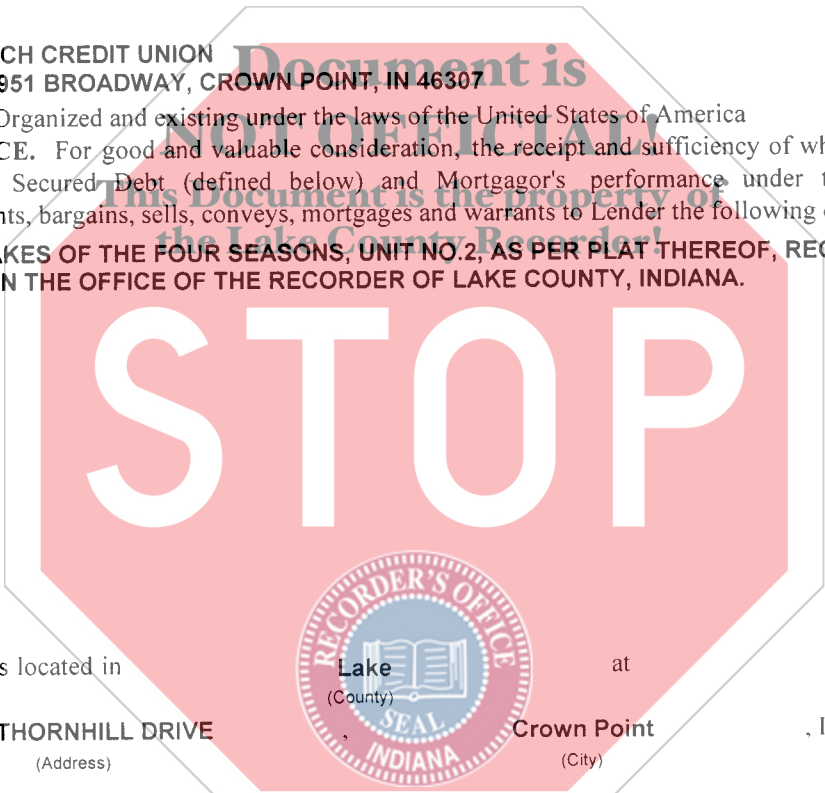 CH CREDIT UNION
Document is
951 BROADWAY, CROWN POINT, IN 46307
Organized and existing under the laws of the United States of America
NOT OFFICIAL!
CE. For good and valuable consideration, the receipt and sufficiency of wh
Secured Debt (defined below) and Mortgagor's performance under t
This Document is the property of
nts, bargains, sells, conveys, mortgages and warrants to Lender the following
the Lake County Recorder!
AKES OF THE FOUR SEASONS, UNIT NO.2, AS PER PLAT THEREOF, REC
N THE OFFICE OF THE RECORDER OF LAKE COUNTY, INDIANA.
STOP
RECORDER'S OFFICE
s located in Lake at
(County)
SEAL
THORNHILL DRIVE , Crown Point , I
INDIANA
(Address) (City)